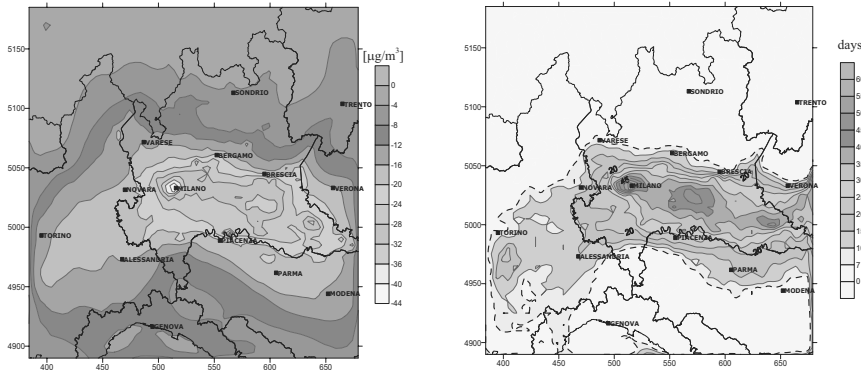 [µg/m³]
5150
5100
5050
5000
4950
4900
400 450 500 550 600 650
SONDRIO
TRENTO
VARESE
BERGAMO
BRESCIA
NOVARA
MILANO
VERONA
TORINO
PIACENZA
ALESSANDRIA
PARMA
MODENA
GENOVA
0
-4
-8
-12
-16
-20
-24
-28
-32
-36
-40
-44
days
5150
5100
5050
5000
4950
4900
400 450 500 550 600 650
SONDRIO
TRENTO
VARESE
BERGAMO
20
BRESCIA
20
45
NOVARA
MILANO
VERONA
TORINO
20
PIACENZA
20
ALESSANDRIA
PARMA
MODENA
GENOVA